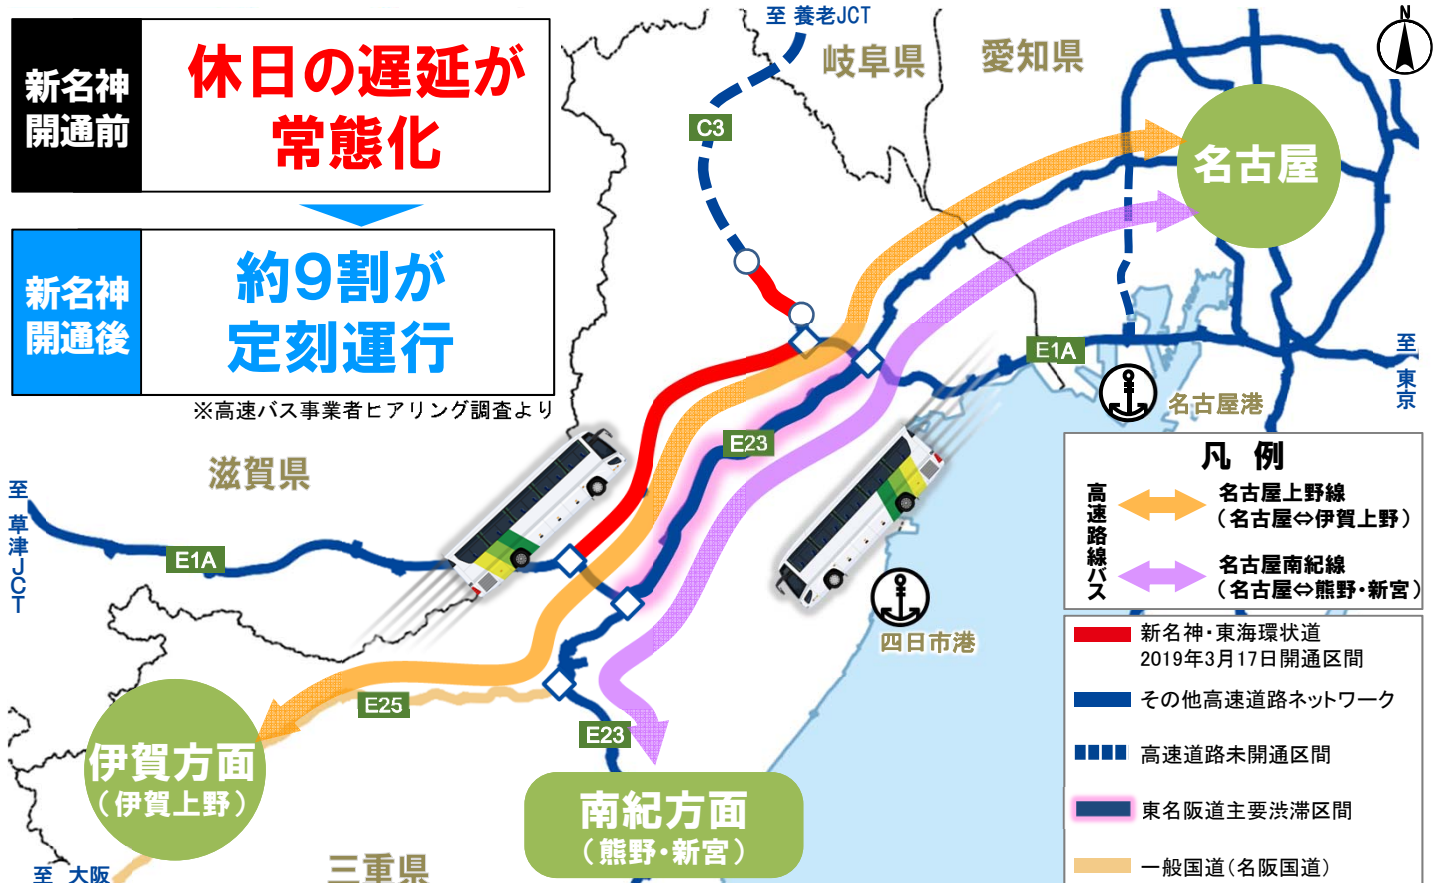 新名神
開通前
休日の遅延が
常態化
新名神
開通後
約9割が
定刻運行
※高速バス事業者ヒアリング調査より
至 養老JCT
岐阜県
愛知県
N
C3
名古屋
E1A
至 東京
名古屋港
E23
滋賀県
至 草津JCT
E1A
四日市港
E25
E23
伊賀方面
（伊賀上野）
南紀方面
（熊野・新宮）
三重県
至 大阪
凡 例
高速路線バス
名古屋上野線
（名古屋⇔伊賀上野）
名古屋南紀線
（名古屋⇔熊野・新宮）
新名神・東海環状道
2019年3月17日開通区間
その他高速道路ネットワーク
高速道路未開通区間
東名阪道主要渋滞区間
一般国道（名阪国道）